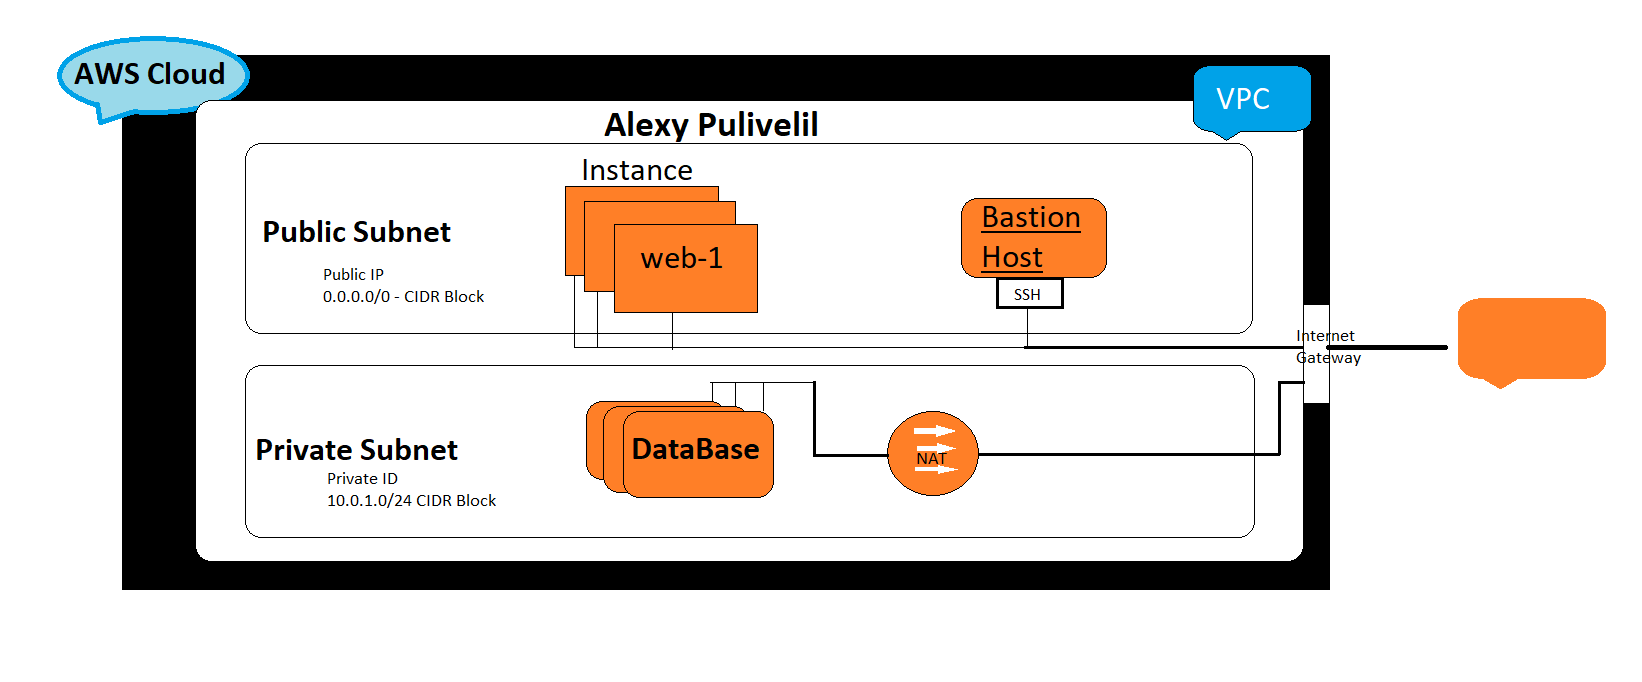 AWS Cloud
VPC
Alexy Pulivelil
Instance
Public Subnet
web-1
Bastion
Host
Public IP
0.0.0.0/0 - CIDR Block
SSH
Internet
Gateway
Private Subnet
DataBase
NAT
Private ID
10.0.1.0/24 CIDR Block